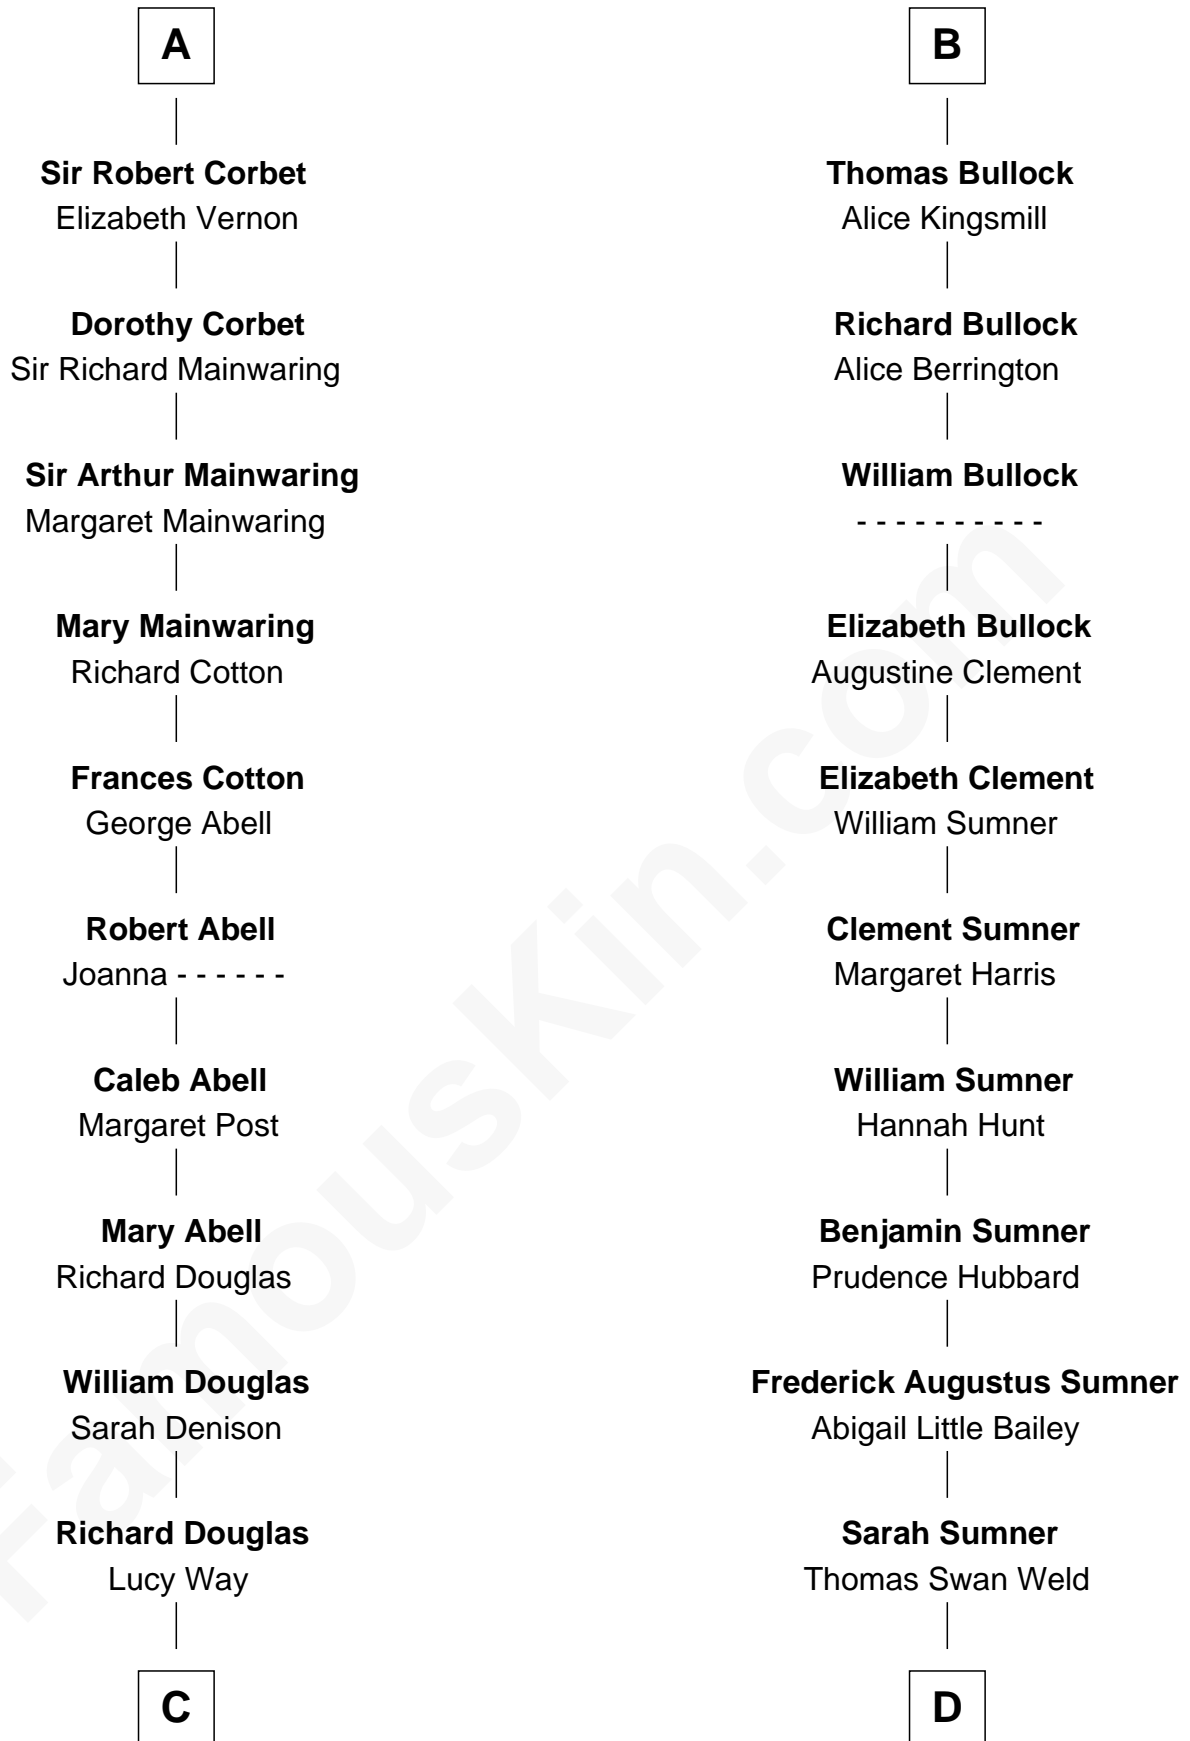 A
Sir Robert Corbet
Elizabeth Vernon
Dorothy Corbet
Sir Richard Mainwaring
Sir Arthur Mainwaring
Margaret Mainwaring
Mary Mainwaring
Richard Cotton
Frances Cotton
George Abell
Robert Abell
Joanna - - - - - -
Caleb Abell
Margaret Post
Mary Abell
Richard Douglas
William Douglas
Sarah Denison
Richard Douglas
Lucy Way
C
B
Thomas Bullock
Alice Kingsmill
Richard Bullock
Alice Berrington
William Bullock
- - - - - - - - - -
Elizabeth Bullock
Augustine Clement
Elizabeth Clement
William Sumner
Clement Sumner
Margaret Harris
William Sumner
Hannah Hunt
Benjamin Sumner
Prudence Hubbard
Frederick Augustus Sumner
Abigail Little Bailey
Sarah Sumner
Thomas Swan Weld
D
FamousKin.com